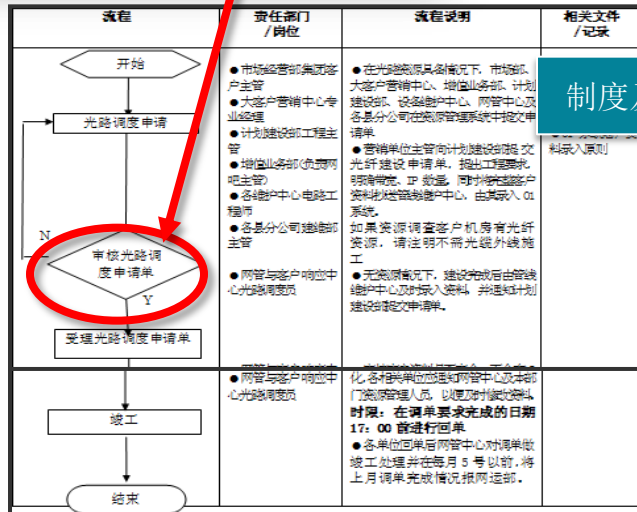 流程
责任部门
/岗位
流程说明
相关文件
/记录
开始
光路调度申请
N
审核光路调
度申请单
Y
受理光路调度申请单
竣工
结束
●市场经营部集团客
户主管
●大客户营销中心专
业经理
●计划建设部工程主
管
●增值业务部(负责网
吧主管)
●各维护中心电路工
程师
●各县分公司建维部
主管
●网管与客户响应中
心光路调度员
●网管与客户响应中
心光路调度员
●在光路资源具备情况下，市场部、
大客户营销中心、增值业务部、计划
建设部、设备维护中心、网管中心及
各县分公司在资源管理系统中提交申
请单
●营销单位主管向计划建设部提交
光纤建设申请单，提出工程要求，
明确带宽、IP 数量，同时将完整客户
资料抄送管线维护中心，由其录入 01
系统。
如果资源调查客户机房有光纤
资源，请注明不需光缆外线施
工
●无资源情况下，建设完成后由管线
维护中心及时录入资料，并通知计划
建设部提交申请单。
化,各相关单位应通知网管中心及本部
门资源管理人员，以便及时修改资料。
时限：在调单要求完成的日期
17：00 前进行回单
●各单位回单后网管中心对调单做
竣工处理并在每月 5 号以前.将
上月调单完成情况报网运部.
制度及
料录入原则